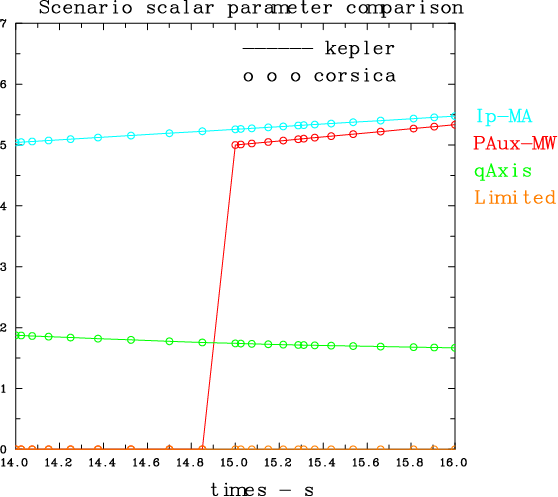 Scenario scalar parameter comparison
—————— kepler
o o o corsica
7
6
5
4
3
2
1
0
Ip-MA
PAux-MW
qAxis
Limited
14.0 14.2 14.4 14.6 14.8 15.0 15.2 15.4 15.6 15.8 16.0
times - s